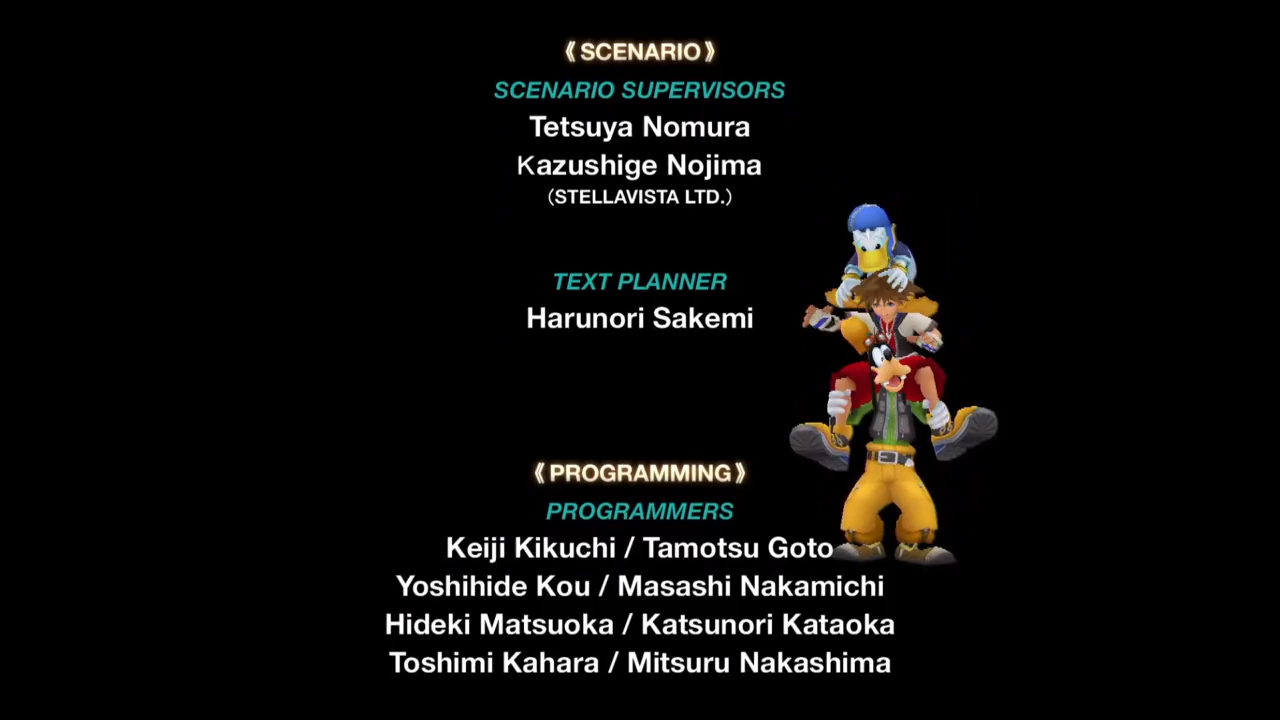 《SCENARIO》
SCENARIO SUPERVISORS
Tetsuya Nomura
Kazushige Nojima
(STELLAVISTA LTD.)
TEXT PLANNER
Harunori Sakemi
《PROGRAMMING》
PROGRAMMERS
Keiji Kikuchi / Tamotsu Goto
Yoshihide Kou / Masashi Nakamichi
Hideki Matsuoka / Katsunori Kataoka
Toshimi Kahara / Mitsuru Nakashima